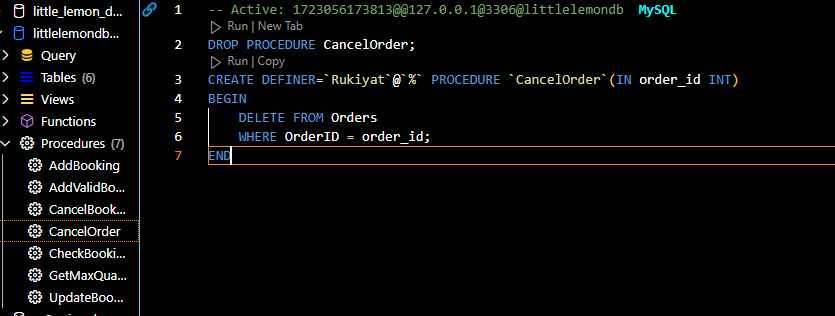 little_lemon_d...
littlelemondb...
Query
Tables (6)
Views
Functions
Procedures (7)
AddBooking
AddValidBo...
CancelBook...
CancelOrder
CheckBooki...
GetMaxQua...
UpdateBoo...
1 -- Active: 1723056173813@@127.0.0.1@3306@littlelemondb MySQL
Run | New Tab
2 DROP PROCEDURE CancelOrder;
Run | Copy
3 CREATE DEFINER=`Rukiyat`@`%` PROCEDURE `CancelOrder`(IN order_id INT)
4 BEGIN
5 DELETE FROM Orders
6 WHERE OrderID = order_id;
7 END